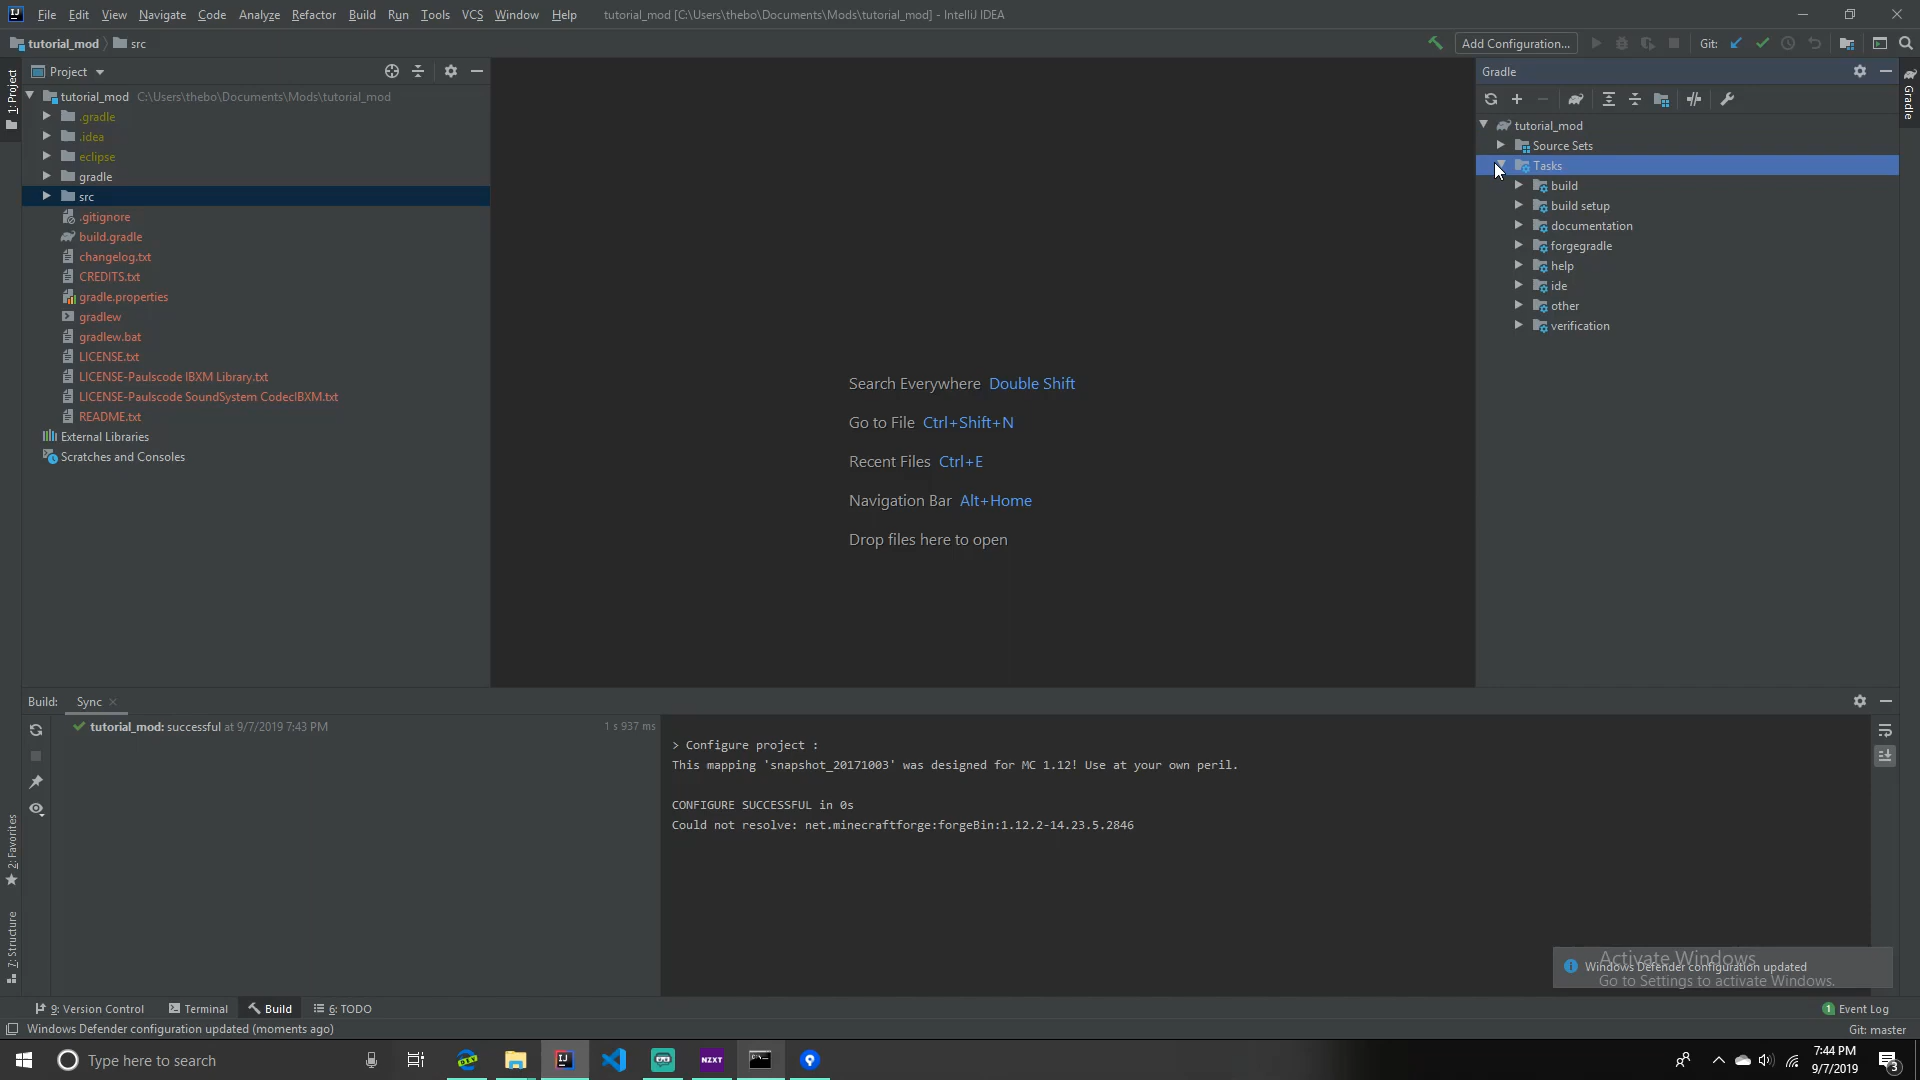 File Edit View Navigate Code Analyze Refactor Build Run Tools VCS Window Help tutorial_mod [C:\Users\thebo\Documents\Mods\tutorial_mod] - IntelliJ IDEA
tutorial_mod src Add Configuration... Git:
1: Project
Project
tutorial_mod C:\Users\thebo\Documents\Mods\tutorial_mod
.gradle
.idea
eclipse
gradle
src
.gitignore
build.gradle
changelog.txt
CREDITS.txt
gradle.properties
gradlew
gradlew.bat
LICENSE.txt
LICENSE-Paulscode IBXM Library.txt
LICENSE-Paulscode SoundSystem CodecIBXM.txt
README.txt
External Libraries
Scratches and Consoles
Search Everywhere Double Shift
Go to File Ctrl+Shift+N
Recent Files Ctrl+E
Navigation Bar Alt+Home
Drop files here to open
Gradle
Gradle
tutorial_mod
Source Sets
Tasks
build
build setup
documentation
forgegradle
help
ide
other
verification
Build: Sync
tutorial_mod: successful at 9/7/2019 7:43 PM 1 s 937 ms
> Configure project :
This mapping 'snapshot_20171003' was designed for MC 1.12! Use at your own peril.
CONFIGURE SUCCESSFUL in 0s
Could not resolve: net.minecraftforge:forgeBin:1.12.2-14.23.5.2846
2: Favorites
7: Structure
Activate Windows
Windows Defender configuration updated
Go to Settings to activate Windows.
9: Version Control Terminal Build 6: TODO 1 Event Log
Windows Defender configuration updated (moments ago) Git: master
Type here to search
IJ
NZXT
7:44 PM
9/7/2019
3